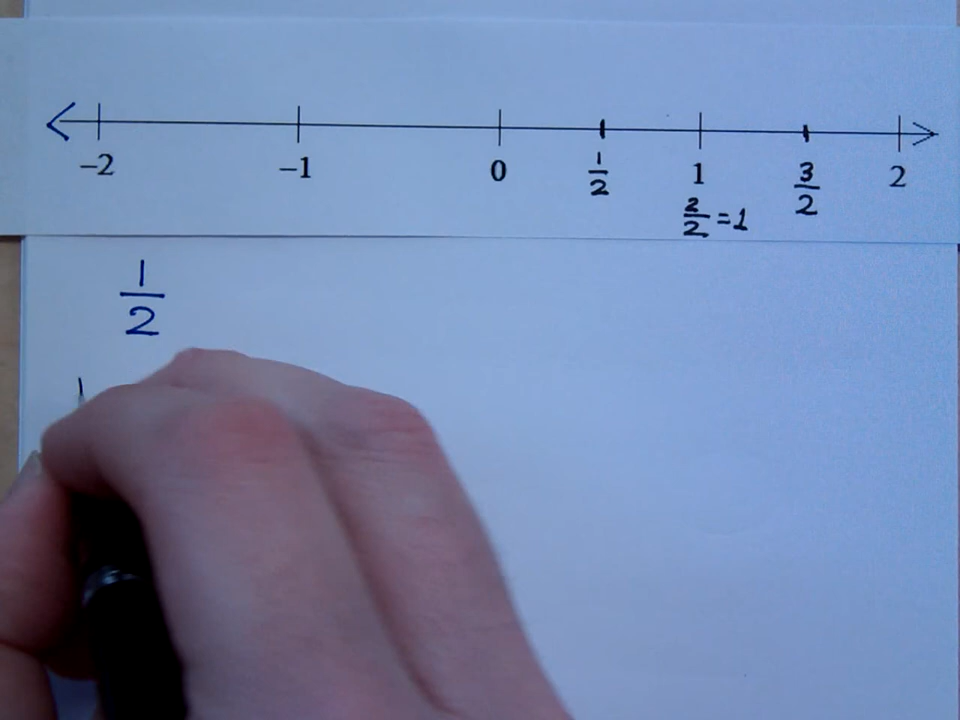 –2 –1 0 1/2 1 3/2 2
2/2 = 1
1/2